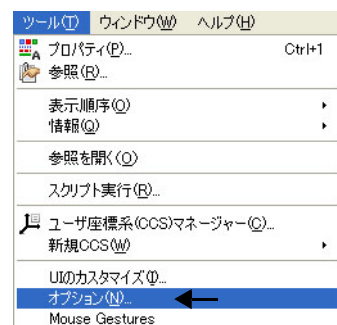 ツール(T) ウィンドウ(W) ヘルプ(H)
プロパティ(P)... Ctrl+1
参照(R)...
表示順序(O)
情報(Q)
参照を開く(O)
スクリプト実行(R)...
ユーザ座標系(CCS)マネージャー(C)...
新規CCS(W)
UIのカスタマイズ(I)...
オプション(N)...
Mouse Gestures